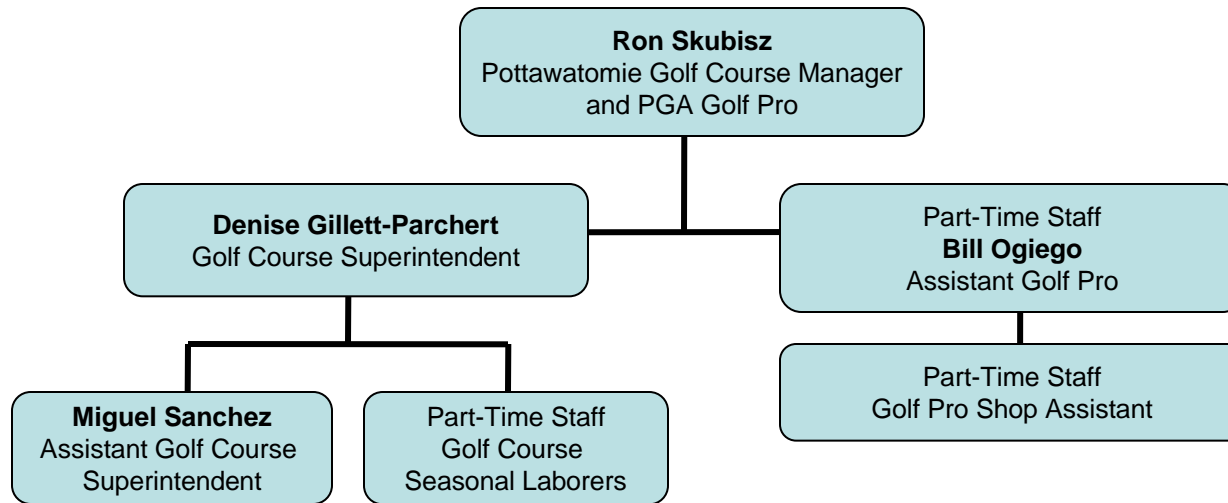 Ron Skubisz
Pottawatomie Golf Course Manager
and PGA Golf Pro
Denise Gillett-Parchert
Golf Course Superintendent
Part-Time Staff
Bill Ogiego
Assistant Golf Pro
Miguel Sanchez
Assistant Golf Course
Superintendent
Part-Time Staff
Golf Course
Seasonal Laborers
Part-Time Staff
Golf Pro Shop Assistant